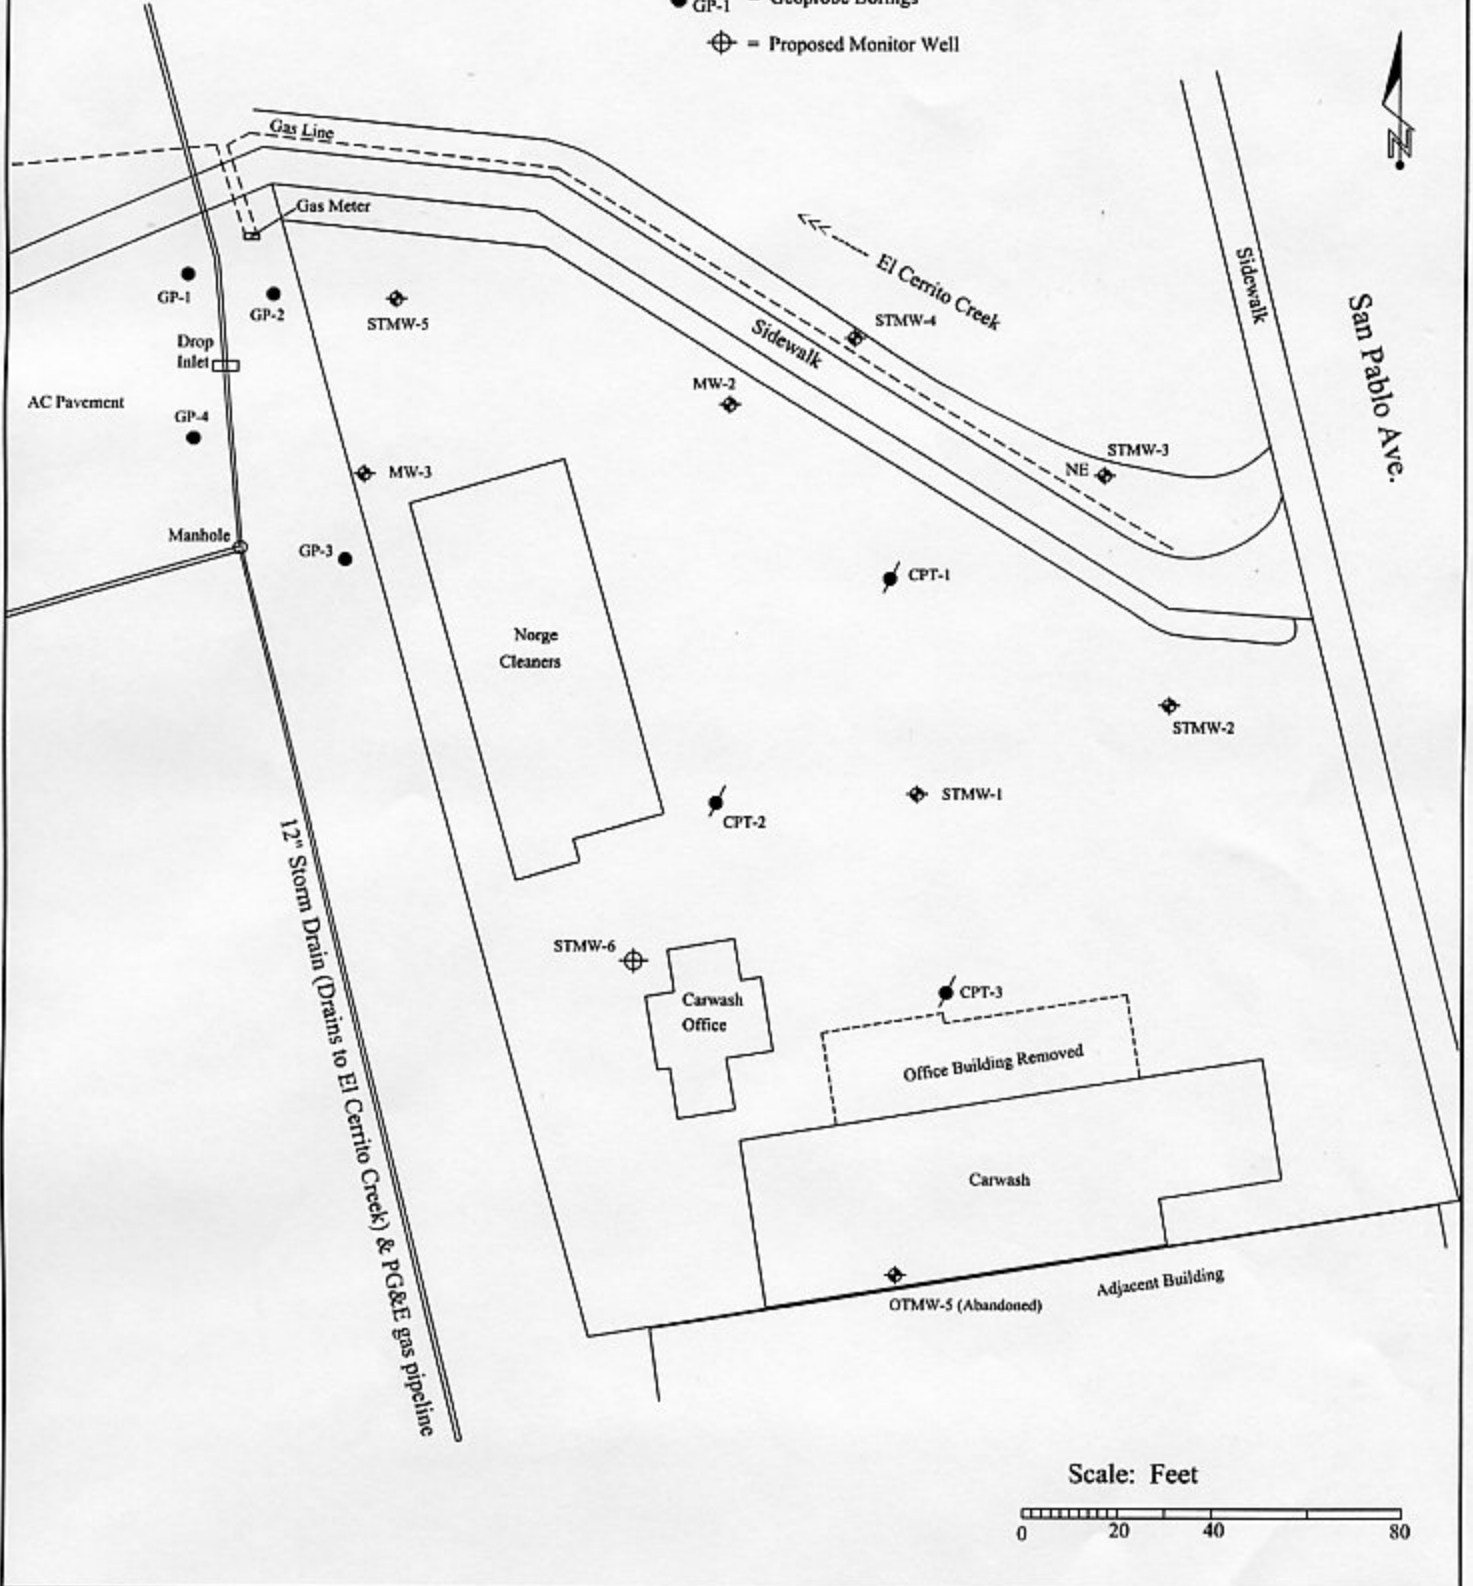 GP-1 = Geoprobe Borings
= Proposed Monitor Well
N
Gas Line
Gas Meter
El Cerrito Creek
Sidewalk
San Pablo Ave.
GP-1
GP-2
STMW-5
STMW-4
Sidewalk
Drop
Inlet
MW-2
AC Pavement
GP-4
STMW-3
NE
MW-3
Manhole
GP-3
CPT-1
Norge
Cleaners
STMW-2
STMW-1
CPT-2
12" Storm Drain (Drains to El Cerrito Creek) & PG&E gas pipeline
STMW-6
Carwash
Office
CPT-3
Office Building Removed
Carwash
OTMW-5 (Abandoned)
Adjacent Building
Scale: Feet
0 20 40 80